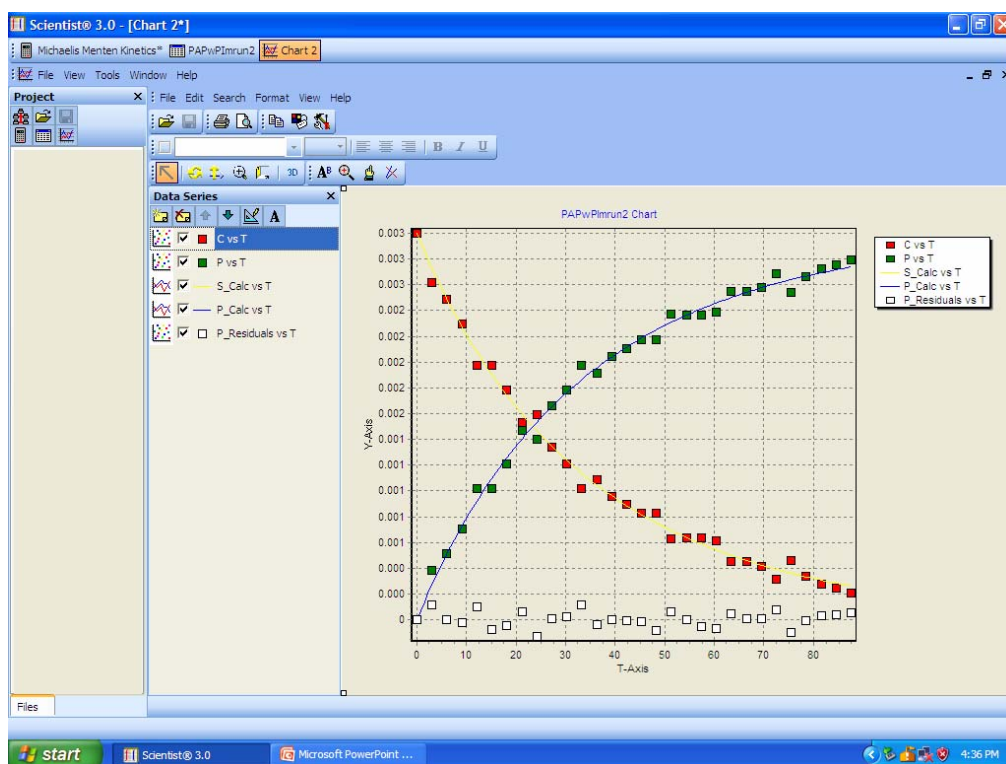 Scientist® 3.0 - [Chart 2*]
Michaelis Menten Kinetics* PAPwPImrun2 Chart 2
File View Tools Window Help
Project X File Edit Search Format View Help
B I U
3D AB
Data Series X
A
C vs T
P vs T
S_Calc vs T
P_Calc vs T
P_Residuals vs T
PAPwPImrun2 Chart
0.003
0.003
0.003
0.002
0.002
0.002
0.002
0.002
0.001
0.001
0.001
0.001
0.001
0.000
0.000
0
Y-Axis
0 10 20 30 40 50 60 70 80
T-Axis
C vs T
P vs T
S_Calc vs T
P_Calc vs T
P_Residuals vs T
Files
start Scientist® 3.0 Microsoft PowerPoint ... 4:36 PM